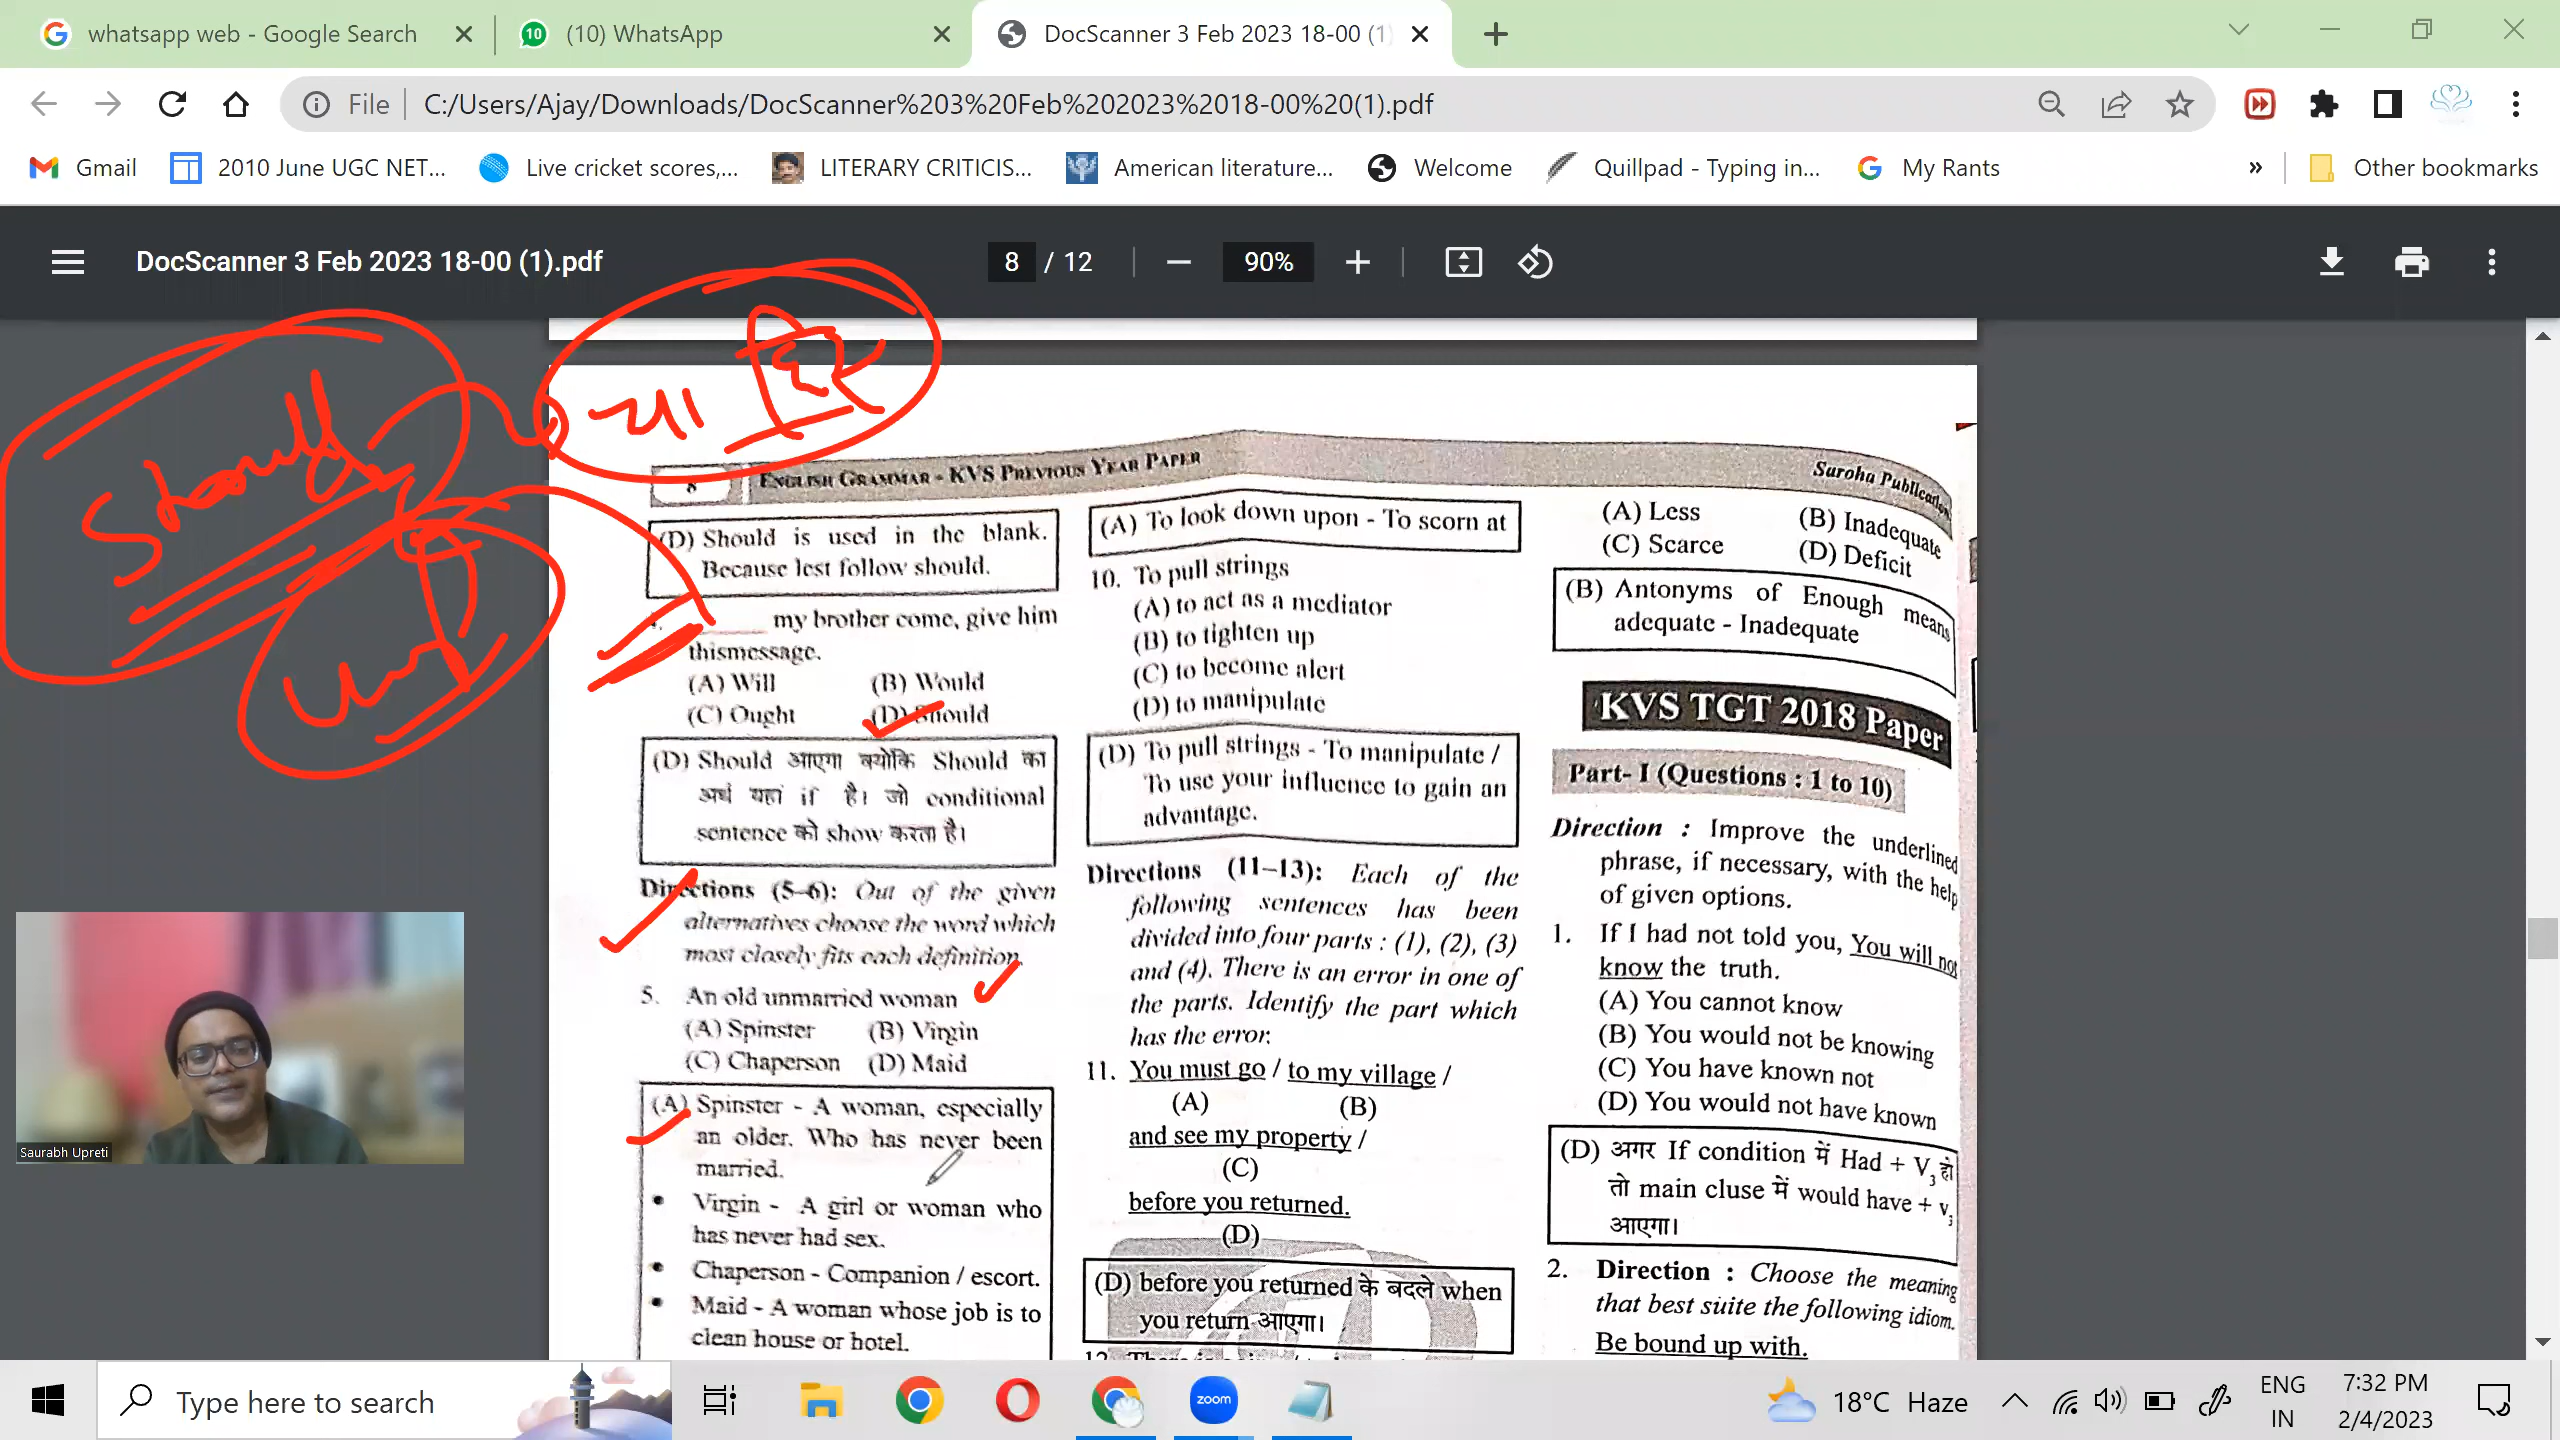 whatsapp web - Google Search
(10) WhatsApp
DocScanner 3 Feb 2023 18-00 (1)
File
C:/Users/Ajay/Downloads/DocScanner%203%20Feb%202023%2018-00%20(1).pdf
Gmail
2010 June UGC NET...
Live cricket scores,...
LITERARY CRITICIS...
American literature...
Welcome
Quillpad - Typing in...
My Rants
»
Other bookmarks
DocScanner 3 Feb 2023 18-00 (1).pdf
8 / 12
90%
Should
या
8
ENGLISH GRAMMAR - KVS PREVIOUS YEAR PAPER
Suroha Publication
(D) Should is used in the blank.
Because lest follow should.
my brother come, give him
thismessage.
(A) Will (B) Would
(C) Ought (D) Should
(D) Should आएगा क्योकि Should का
अर्थ यहां if है। जो conditional
sentence को show करता है।
Directions (5–6): Out of the given
alternatives choose the word which
most closely fits each definition.
5. An old unmarried woman
(A) Spinster (B) Virgin
(C) Chaperson (D) Maid
(A) Spinster - A woman, especially
an older. Who has never been
married.
• Virgin - A girl or woman who
has never had sex.
• Chaperson - Companion / escort.
• Maid - A woman whose job is to
clean house or hotel.
(A) To look down upon - To scorn at
10. To pull strings
(A) to act as a mediator
(B) to tighten up
(C) to become alert
(D) to manipulate
(D) To pull strings - To manipulate /
To use your influence to gain an
advantage.
Directions (11–13): Each of the
following sentences has been
divided into four parts : (1), (2), (3)
and (4). There is an error in one of
the parts. Identify the part which
has the error.
11. You must go / to my village /
(A) (B)
and see my property /
(C)
before you returned.
(D)
(D) before you returned के बदले when
you return आएगा।
(A) Less (B) Inadequate
(C) Scarce (D) Deficit
(B) Antonyms of Enough means
adequate - Inadequate
KVS TGT 2018 Paper
Part- I (Questions : 1 to 10)
Direction : Improve the underlined
phrase, if necessary, with the help
of given options.
1. If I had not told you, You will not
know the truth.
(A) You cannot know
(B) You would not be knowing
(C) You have known not
(D) You would not have known
(D) अगर If condition में Had + V3 हो
तो main cluse में would have + v3
आएगा।
2. Direction : Choose the meaning
that best suite the following idiom.
Be bound up with.
Saurabh Upreti
Type here to search
zoom
18°C Haze
ENG
IN
7:32 PM
2/4/2023